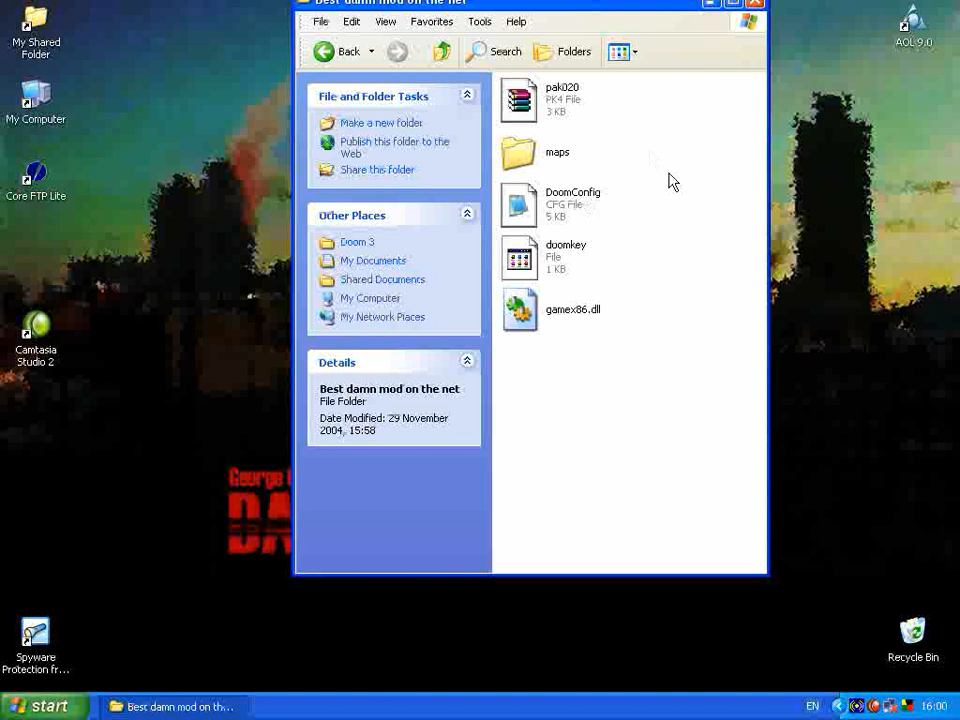 Best damn mod on the net
File Edit View Favorites Tools Help
Back Search Folders
File and Folder Tasks
Make a new folder
Publish this folder to the
Web
Share this folder
Other Places
Doom 3
My Documents
Shared Documents
My Computer
My Network Places
Details
Best damn mod on the net
File Folder
Date Modified: 29 November
2004, 15:58
pak020
PK4 File
3 KB
maps
DoomConfig
CFG File
5 KB
doomkey
File
1 KB
gamex86.dll
My Shared
Folder
My Computer
Core FTP Lite
Camtasia
Studio 2
Spyware
Protection fr...
AOL 9.0
Recycle Bin
George
DA
start
Best damn mod on th...
EN
16:00